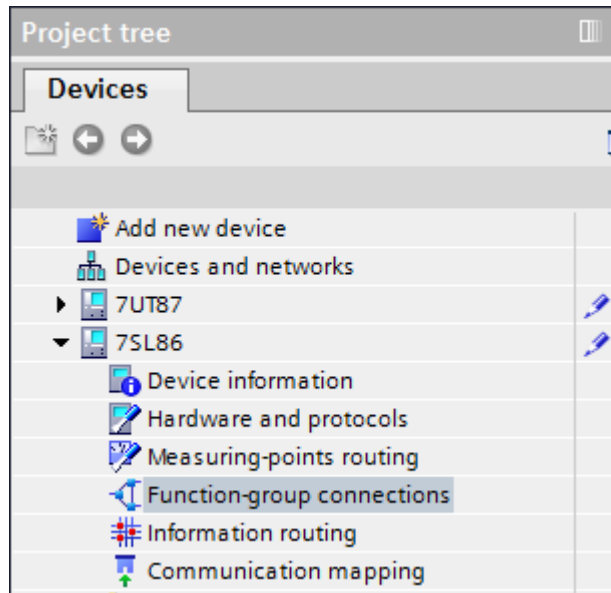 Project tree
Devices
Add new device
Devices and networks
7UT87
7SL86
Device information
Hardware and protocols
Measuring-points routing
Function-group connections
Information routing
Communication mapping